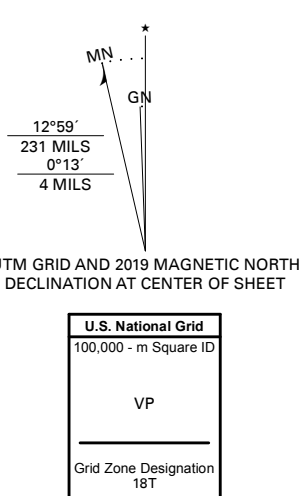 ★
MN
GN
12°59´
231 MILS
0°13´
4 MILS
UTM GRID AND 2019 MAGNETIC NORTH
DECLINATION AT CENTER OF SHEET
U.S. National Grid
100,000 - m Square ID
VP
Grid Zone Designation
18T